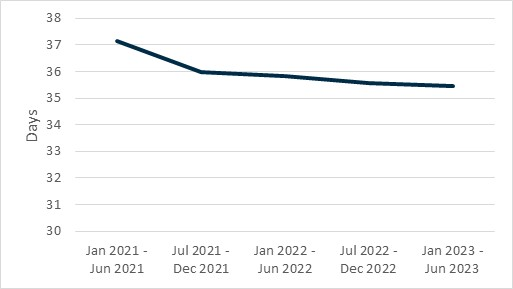 38
37
36
35
34
33
32
31
30
Days
Jan 2021 -
Jun 2021
Jul 2021 -
Dec 2021
Jan 2022 -
Jun 2022
Jul 2022 -
Dec 2022
Jan 2023 -
Jun 2023